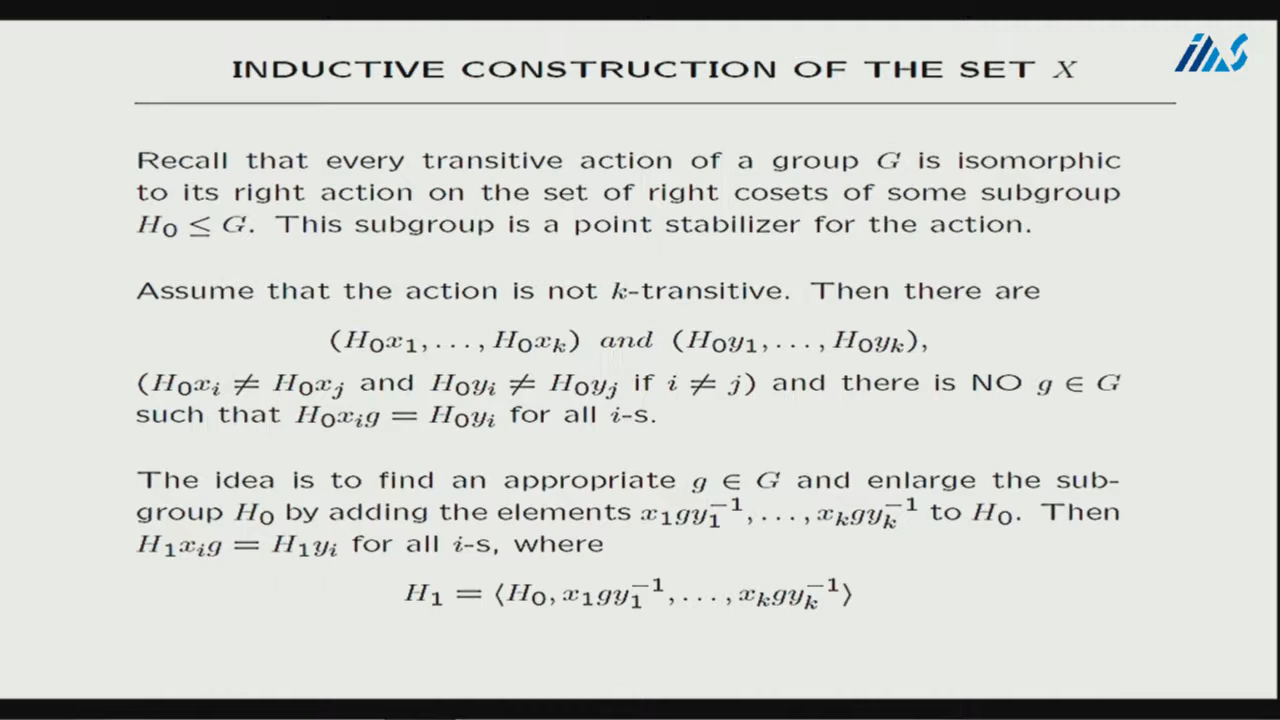 IIAS
INDUCTIVE CONSTRUCTION OF THE SET X
Recall that every transitive action of a group G is isomorphic
to its right action on the set of right cosets of some subgroup
H₀ ≤ G. This subgroup is a point stabilizer for the action.
Assume that the action is not k-transitive. Then there are
(H₀x₁, . . . , H₀xₖ) and (H₀y₁, . . . , H₀yₖ),
(H₀xᵢ ≠ H₀xⱼ and H₀yᵢ ≠ H₀yⱼ if i ≠ j) and there is NO g ∈ G
such that H₀xᵢg = H₀yᵢ for all i-s.
The idea is to find an appropriate g ∈ G and enlarge the sub-
group H₀ by adding the elements x₁gy₁⁻¹, . . . , xₖgyₖ⁻¹ to H₀. Then
H₁xᵢg = H₁yᵢ for all i-s, where
H₁ = ⟨H₀, x₁gy₁⁻¹, . . . , xₖgyₖ⁻¹⟩